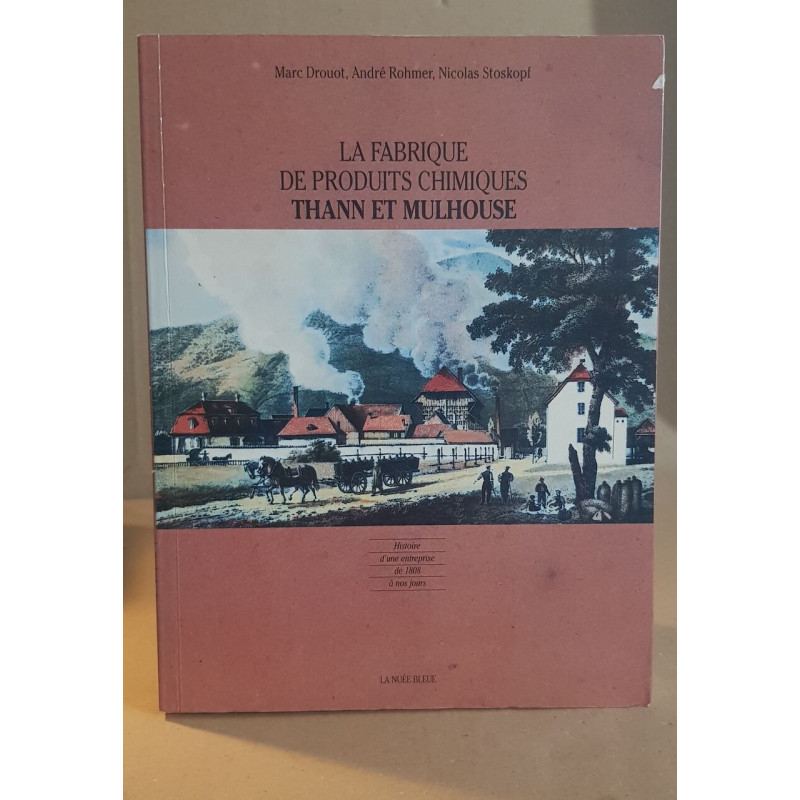 Marc Drouot, André Rohmer, Nicolas Stoskopf
LA FABRIQUE
DE PRODUITS CHIMIQUES
THANN ET MULHOUSE
Histoire
d'une entreprise
de 1808
à nos jours
LA NUÉE BLEUE